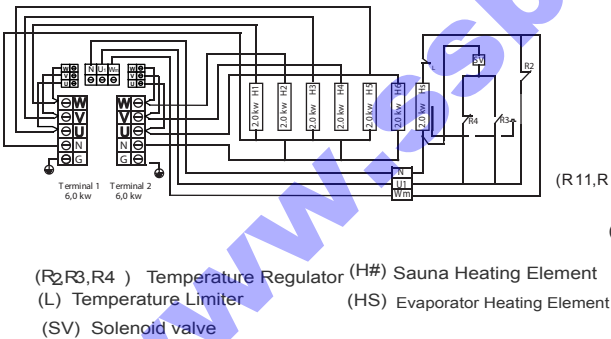 W
V
U
N U1 Wm
W
V
U
W
V
U
N
G
W
V
U
N
G
Terminal 1
6,0 kw
Terminal 2
6,0 kw
2.0 kw H1
2.0 kw H2
2.0 kw H3
2.0 kw H4
2.0 kw H5
2.0 kw H6
2.0 kw Hs
SV
R2
R4
R3
N
U1
Wm
(R11,R
(
(R2,R3,R4 ) Temperature Regulator
(H#) Sauna Heating Element
(L) Temperature Limiter
(HS) Evaporator Heating Element
(SV) Solenoid valve
www.ssb